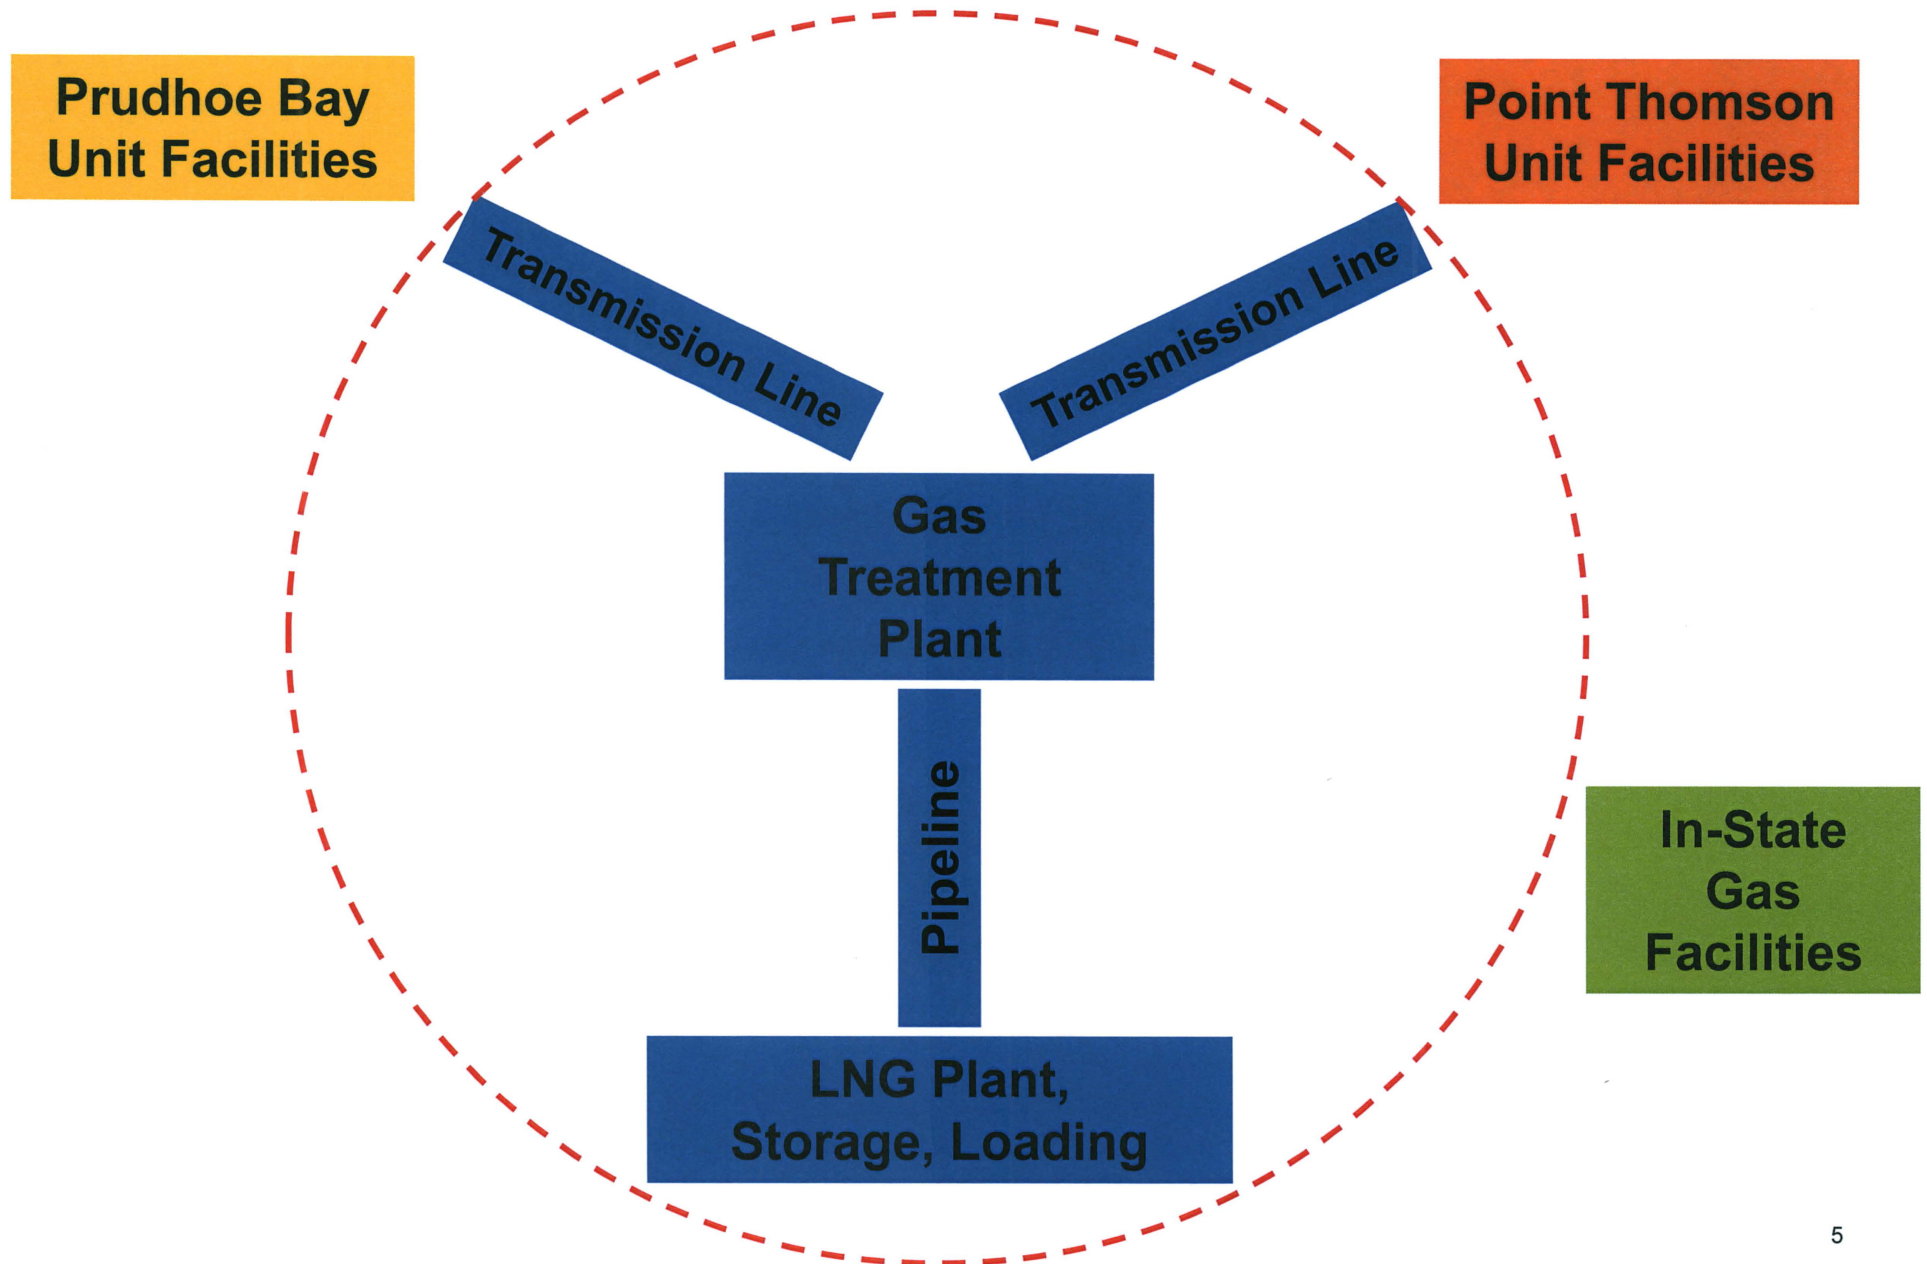 Prudhoe Bay
Unit Facilities
Point Thomson
Unit Facilities
Transmission Line
Transmission Line
Gas
Treatment
Plant
Pipeline
In-State
Gas
Facilities
LNG Plant,
Storage, Loading
5